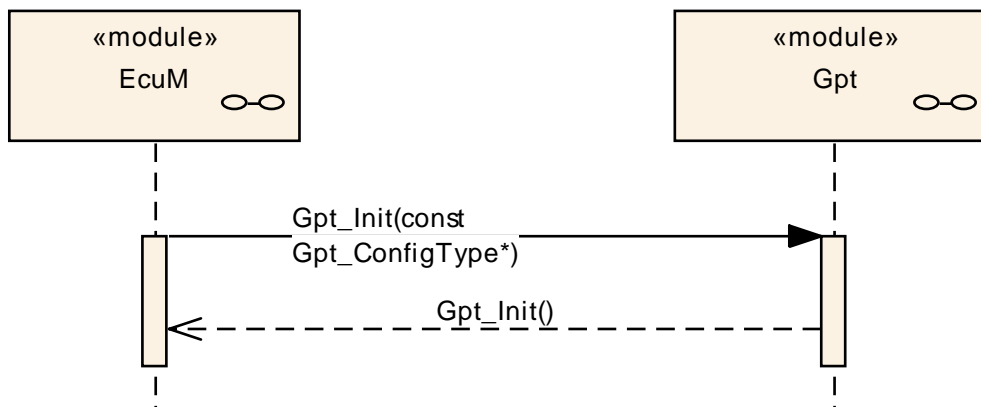 «module»
EcuM
«module»
Gpt
Gpt_Init(const
Gpt_ConfigType*)
Gpt_Init()